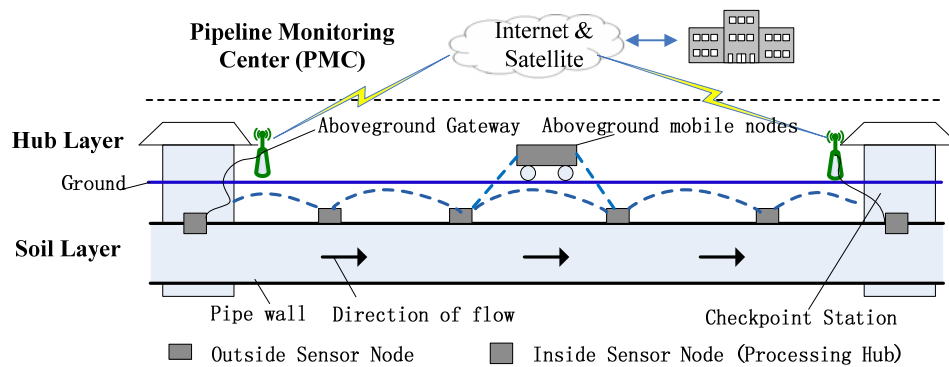 Pipeline Monitoring
Center (PMC)
Internet &
Satellite
Hub Layer
Aboveground Gateway
Aboveground mobile nodes
Ground
Soil Layer
Pipe wall
Direction of flow
Checkpoint Station
Outside Sensor Node
Inside Sensor Node (Processing Hub)